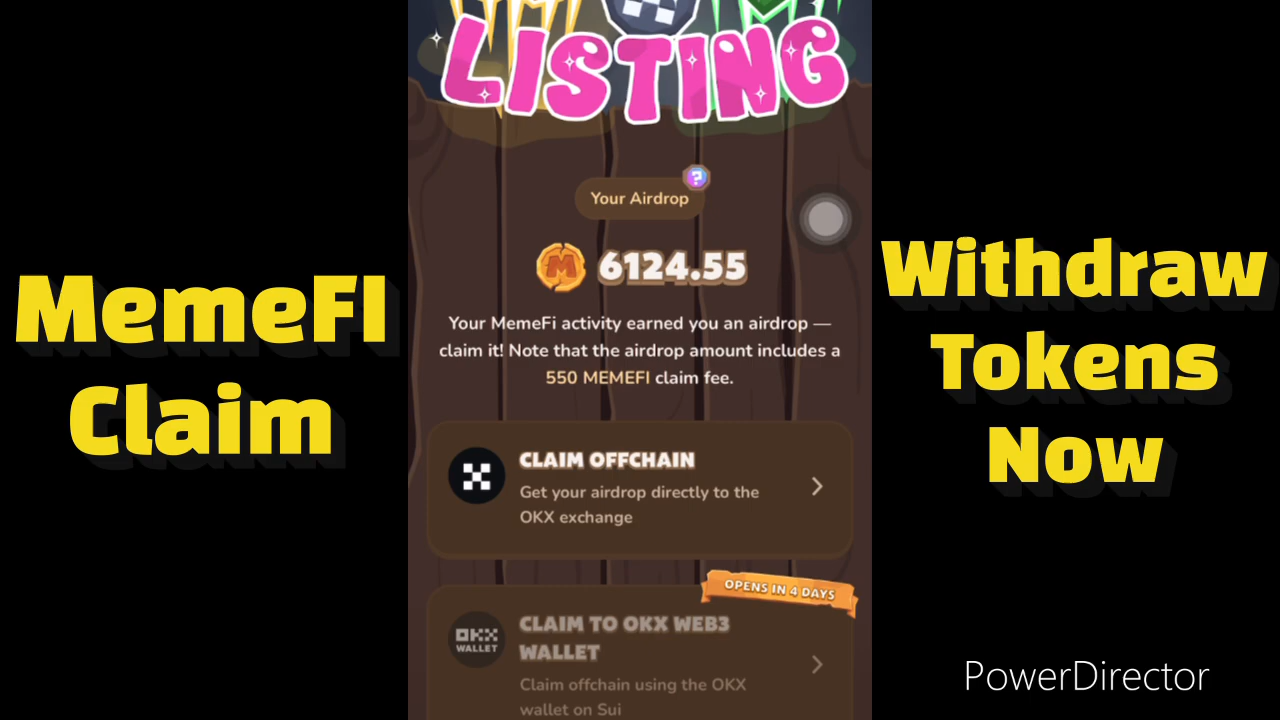 MemeFI
Claim
LISTING
Your Airdrop
?
M 6124.55
Your MemeFi activity earned you an airdrop —
claim it! Note that the airdrop amount includes a
550 MEMEFI claim fee.
CLAIM OFFCHAIN
Get your airdrop directly to the
OKX exchange
OPENS IN 4 DAYS
OKX
WALLET
CLAIM TO OKX WEB3
WALLET
Claim offchain using the OKX
wallet on Sui
Withdraw
Tokens
Now
PowerDirector